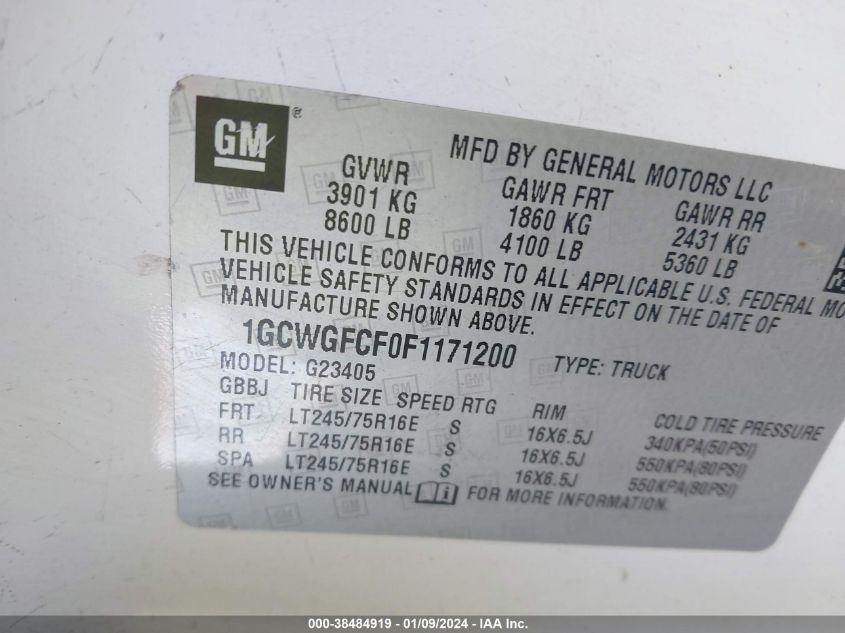 GM ®
MFD BY GENERAL MOTORS LLC
GVWR GAWR FRT GAWR RR
3901 KG 1860 KG 2431 KG
8600 LB 4100 LB 5360 LB
THIS VEHICLE CONFORMS TO ALL APPLICABLE U.S. FEDERAL MO
VEHICLE SAFETY STANDARDS IN EFFECT ON THE DATE OF
MANUFACTURE SHOWN ABOVE.
1GCWGFCF0F1171200 TYPE: TRUCK
MODEL: G23405
GBBJ TIRE SIZE SPEED RTG RIM COLD TIRE PRESSURE
FRT LT245/75R16E S 16X6.5J 340KPA(50PSI)
RR LT245/75R16E S 16X6.5J 550KPA(80PSI)
SPA LT245/75R16E S 16X6.5J 550KPA(80PSI)
SEE OWNER'S MANUAL i FOR MORE INFORMATION.
000-38484919 - 01/09/2024 - IAA Inc.